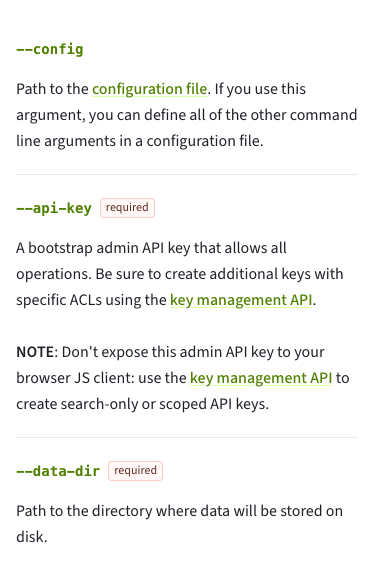 --config
Path to the configuration file. If you use this
argument, you can define all of the other command
line arguments in a configuration file.
--api-key required
A bootstrap admin API key that allows all
operations. Be sure to create additional keys with
specific ACLs using the key management API.
NOTE: Don't expose this admin API key to your
browser JS client: use the key management API to
create search-only or scoped API keys.
--data-dir required
Path to the directory where data will be stored on
disk.